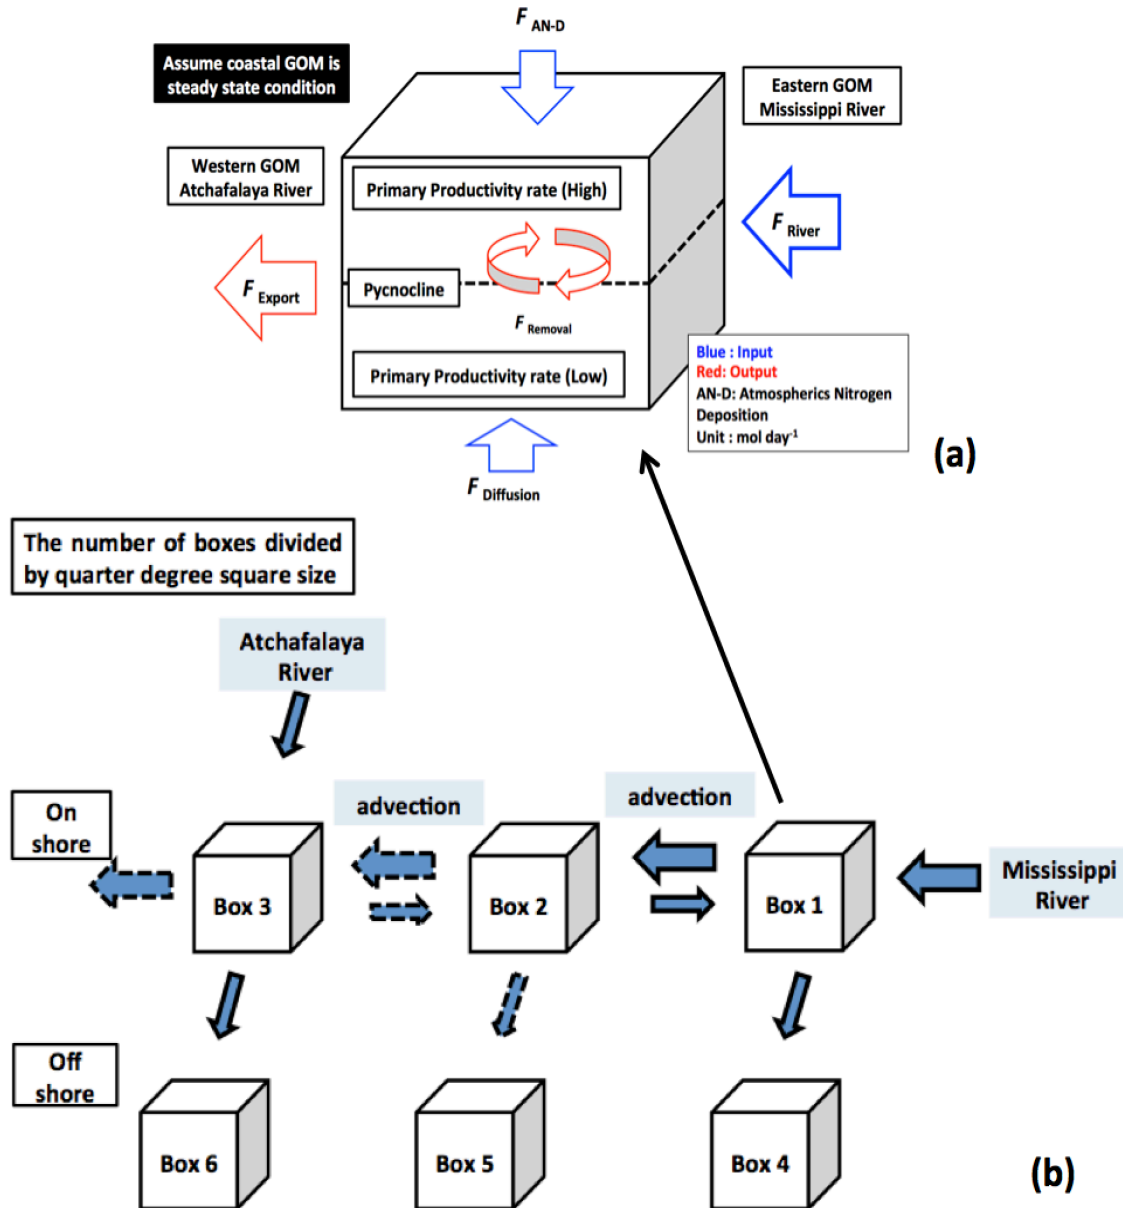 F AN-D
Assume coastal GOM is
steady state condition
Eastern GOM
Mississippi River
Western GOM
Atchafalaya River
Primary Productivity rate (High)
F River
F Export
Pycnocline
F Removal
Primary Productivity rate (Low)
Blue : Input
Red: Output
AN-D: Atmospherics Nitrogen
Deposition
Unit : mol day-1
(a)
F Diffusion
The number of boxes divided
by quarter degree square size
Atchafalaya
River
On
shore
advection
advection
Box 3
Box 2
Box 1
Mississippi
River
Off
shore
Box 6
Box 5
Box 4
(b)